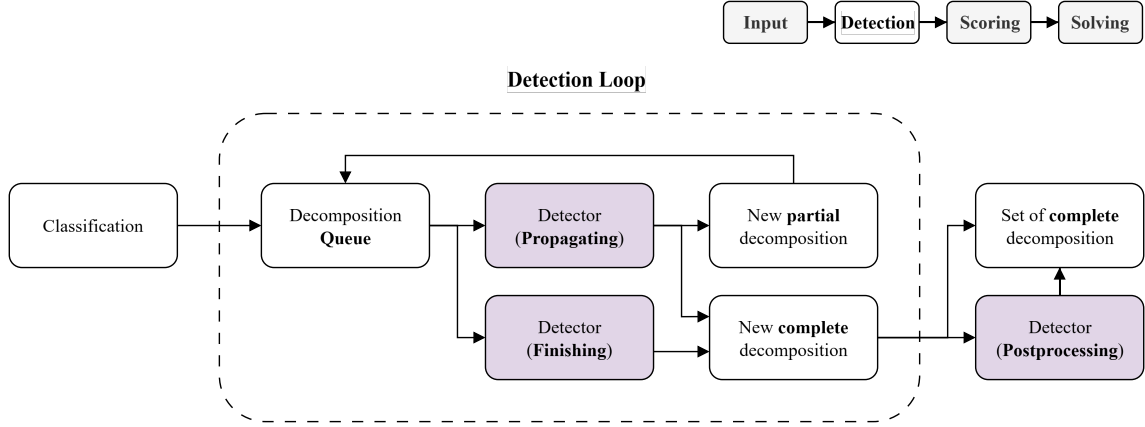 Input
Detection
Scoring
Solving
Detection Loop
Classification
Decomposition
Queue
Detector
(Propagating)
New partial
decomposition
Set of complete
decomposition
Detector
(Finishing)
New complete
decomposition
Detector
(Postprocessing)